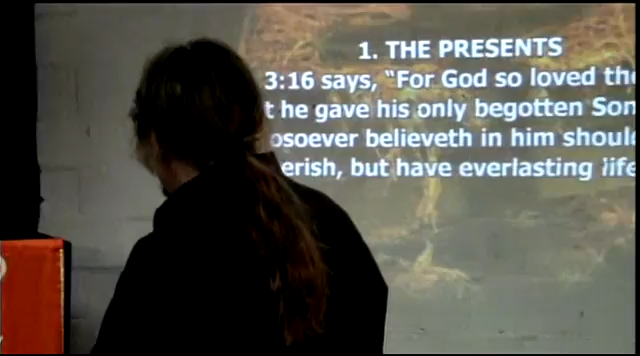 1. THE PRESENTS
3:16 says, "For God so loved the
t he gave his only begotten Son
osoever believeth in him should
erish, but have everlasting life